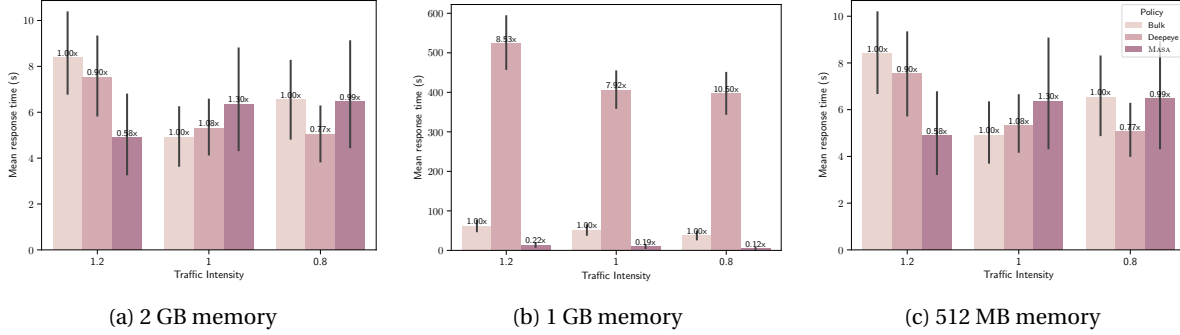 10
8
6
4
2
0
Mean response time (s)
1.00x
0.90x
0.58x
1.00x
1.08x
1.30x
1.00x
0.77x
0.99x
1.2
1
0.8
Traffic Intensity
(a) 2 GB memory
600
500
400
300
200
100
0
Mean response time (s)
1.00x
8.53x
0.22x
1.00x
7.92x
0.19x
1.00x
10.60x
0.12x
1.2
1
0.8
Traffic Intensity
(b) 1 GB memory
10
8
6
4
2
0
Mean response time (s)
1.00x
0.90x
0.58x
1.00x
1.08x
1.30x
1.00x
0.77x
0.99x
Policy
Bulk
Deepeye
MASA
1.2
1
0.8
Traffic Intensity
(c) 512 MB memory